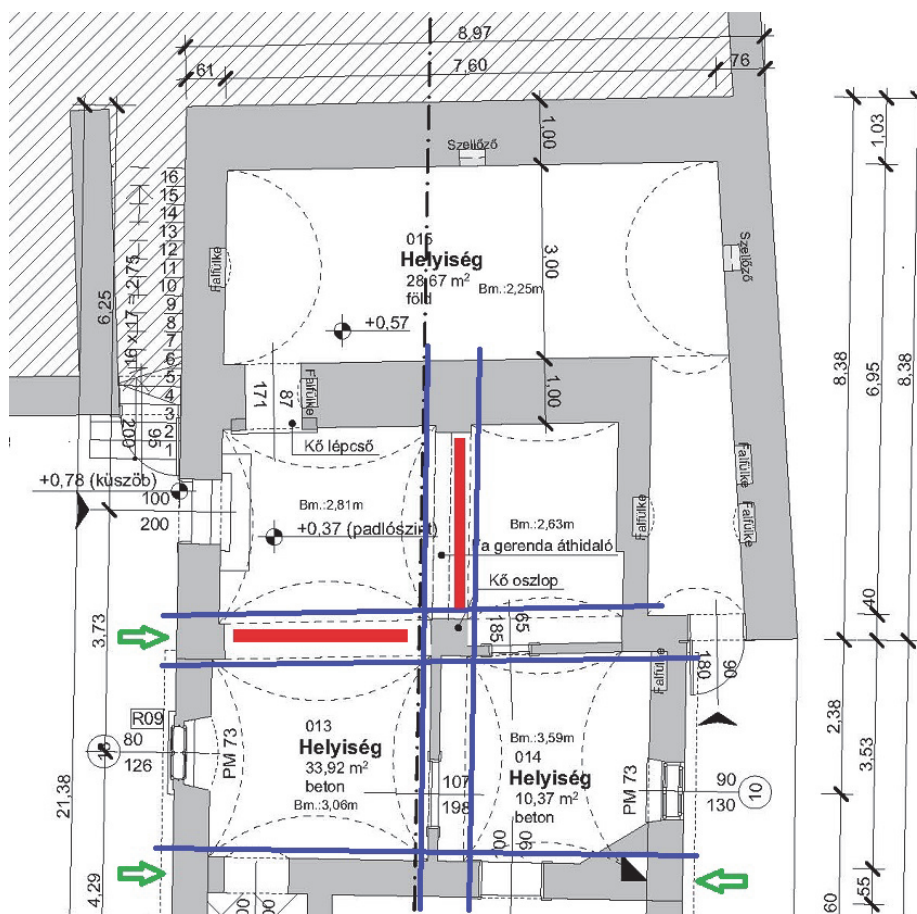 8,97
61
7,60
76
1,00
1,03
Szellőző
16
15
14
13
12
11
10
9
8
7
6
5
4
3
2
1
16 x 17 = 2,75
6,25
Falfülke
015
Helyiség
28,67 m²
föld
Bm.:2,25m
3,00
Szellőző
+0,57
8,38
6,95
8,38
171
87
Falfülke
1,00
200
95
Kő lépcső
+0,78 (küszöb)
100
200
Bm.:2,81m
+0,37 (padlószint)
Bm.:2,63m
fa gerenda áthidaló
Kő oszlop
Falfülke
Falfülke
Falfülke
40
3,73
185
65
180
90
Falfülke
R09
80
126
PM 73
013
Helyiség
33,92 m²
beton
Bm.:3,06m
Bm.:3,59m
014
Helyiség
10,37 m²
beton
107
198
PM 73
90
130
10
2,38
3,53
21,38
4,29
60
55